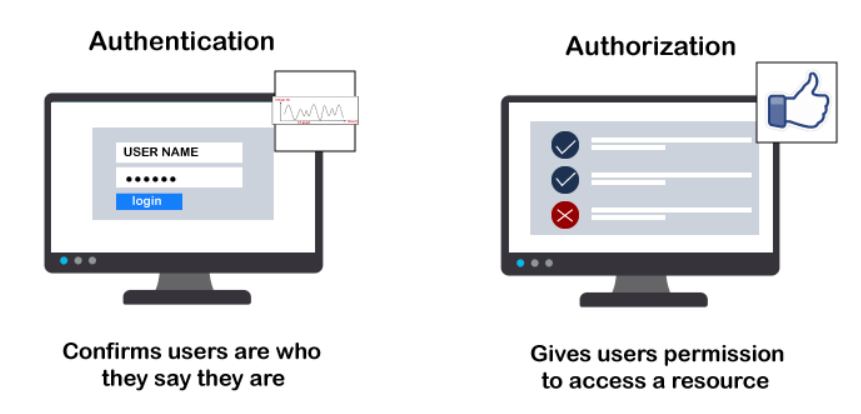 Authentication
USER NAME
••••••
login
Confirms users are who
they say they are
Authorization
Gives users permission
to access a resource